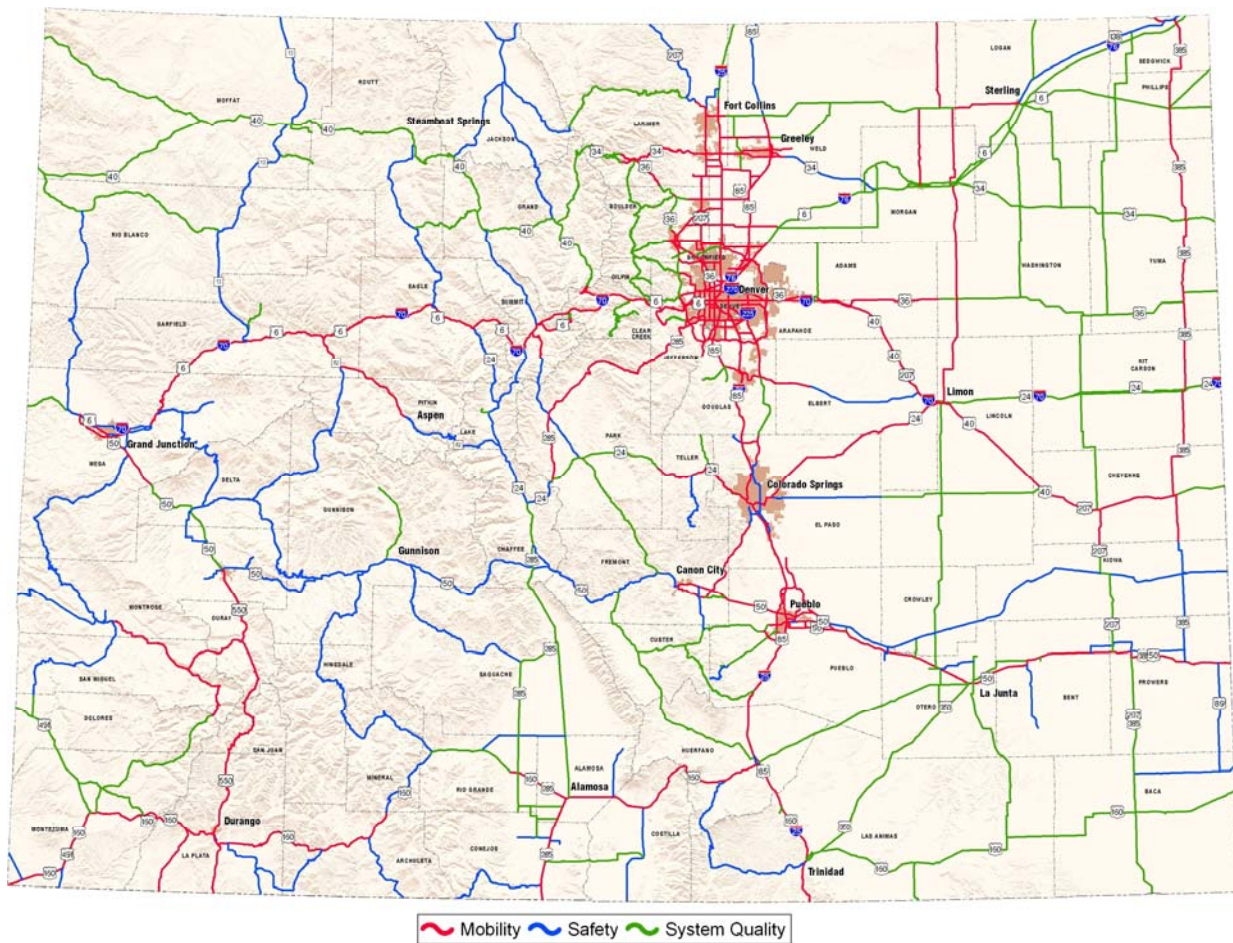 LOGAN
SEDGWICK
PHILLIPS
ROUTT
MOFFAT
Sterling
Fort Collins
LARIMER
Steamboat Springs
JACKSON
Greeley
WELD
BOULDER
MORGAN
GRAND
RIO BLANCO
WASHINGTON
YUMA
ADAMS
EAGLE
SUMMIT
Denver
GARFIELD
CLEAR
CREEK
ARAPAHOE
KIT
CARSON
PITKIN
Aspen
LAKE
DOUGLAS
ELBERT
Limon
LINCOLN
PARK
TELLER
Grand Junction
MESA
DELTA
CHEYENNE
Colorado Springs
GUNNISON
EL PASO
Gunnison
CHAFFEE
FREMONT
Canon City
KIOWA
MONTROSE
CROWLEY
Pueblo
OURAY
CUSTER
HINSDALE
SAGUACHE
PUEBLO
SAN MIGUEL
PROWERS
BENT
La Junta
OTERO
DOLORES
SAN JUAN
HUERFANO
MINERAL
ALAMOSA
Alamosa
RIO GRANDE
BACA
Durango
MONTEZUMA
COSTILLA
LAS ANIMAS
LA PLATA
ARCHULETA
CONEJOS
Trinidad
Mobility Safety System Quality